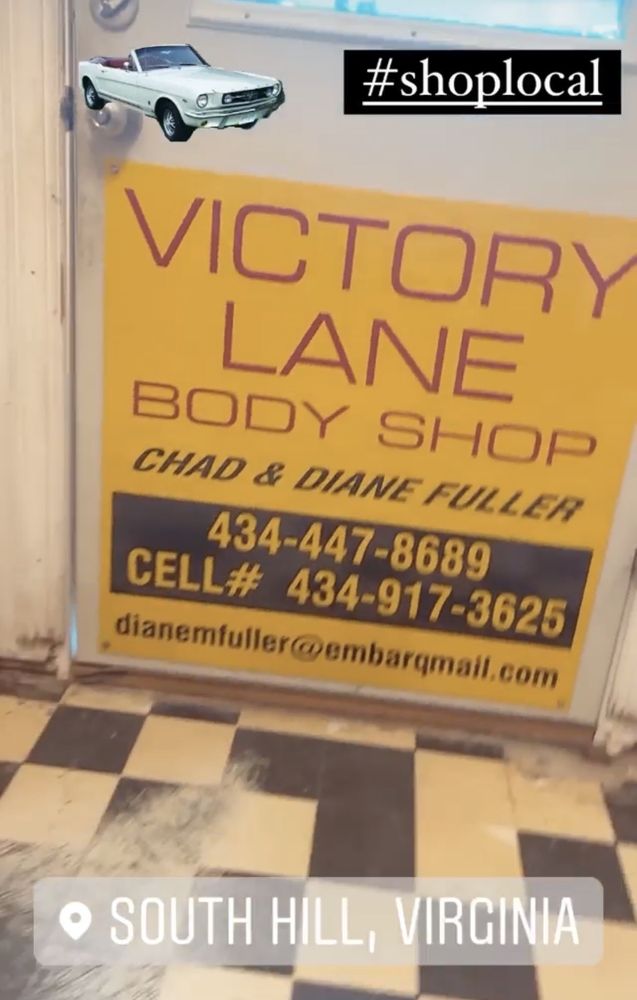 #shoplocal
VICTORY
LANE
BODY SHOP
CHAD & DIANE FULLER
434-447-8689
CELL# 434-917-3625
dianemfuller@embarqmail.com
SOUTH HILL, VIRGINIA